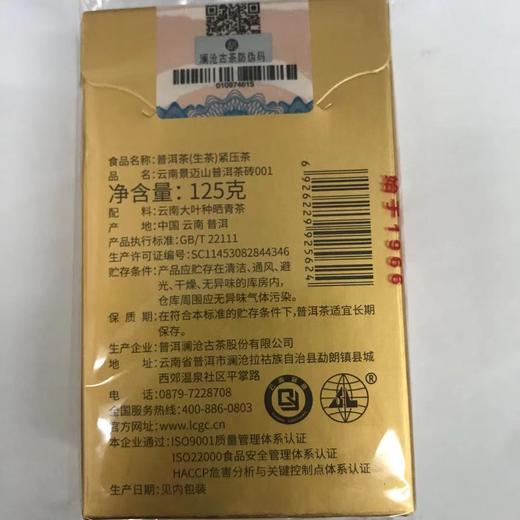 澜沧古茶防伪码
010974615
食品名称：普洱茶(生茶)紧压茶
品　　名：云南景迈山普洱茶砖001
净含量：125克
配　　料：云南大叶种晒青茶
产　　地：中国 云南 普洱
产品执行标准：GB/T 22111
生产许可证编号：SC11453082844346
贮存条件：产品应贮存在清洁、通风、避
光、干燥、无异味的库房内，
仓库周围应无异味气体污染。
保 质 期：在符合本标准的贮存条件下，普洱茶适宜长期
保存。
生产企业：普洱澜沧古茶股份有限公司
地　　址：云南省普洱市澜沧拉祜族自治县勐朗镇县城
西郊温泉社区平掌路
电　　话：0879-7228708
全国服务热线：400-886-0803
官方网址：www.lcgc.cn
本企业通过：ISO9001质量管理体系认证
ISO22000食品安全管理体系认证
HACCP危害分析与关键控制点体系认证
生产日期：见内包装
6926229925624
始于1966
®